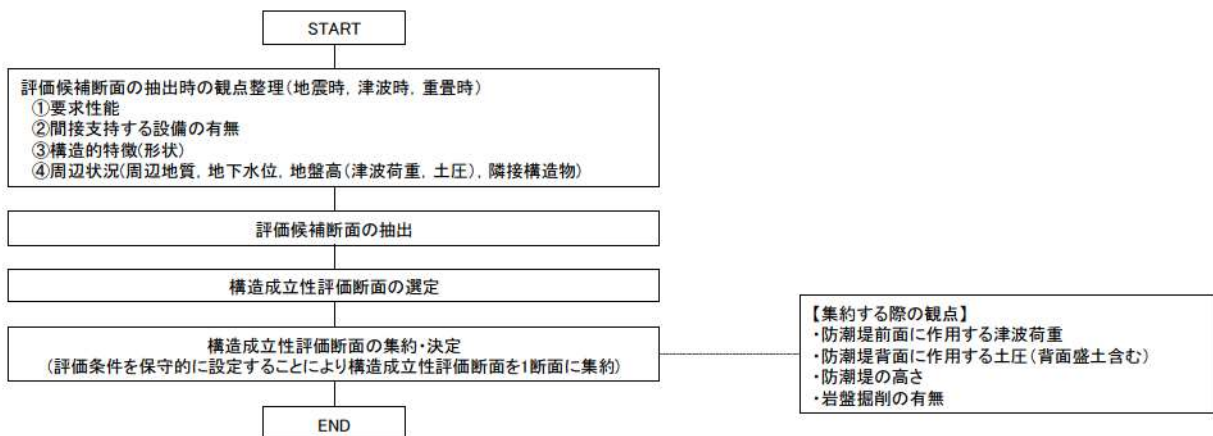 START
評価候補断面の抽出時の観点整理(地震時，津波時，重畳時)
①要求性能
②間接支持する設備の有無
③構造的特徴(形状)
④周辺状況(周辺地質，地下水位，地盤高(津波荷重，土圧)，隣接構造物)
評価候補断面の抽出
構造成立性評価断面の選定
構造成立性評価断面の集約・決定
(評価条件を保守的に設定することにより構造成立性評価断面を1断面に集約)
【集約する際の観点】
・防潮堤前面に作用する津波荷重
・防潮堤背面に作用する土圧(背面盛土含む)
・防潮堤の高さ
・岩盤掘削の有無
END